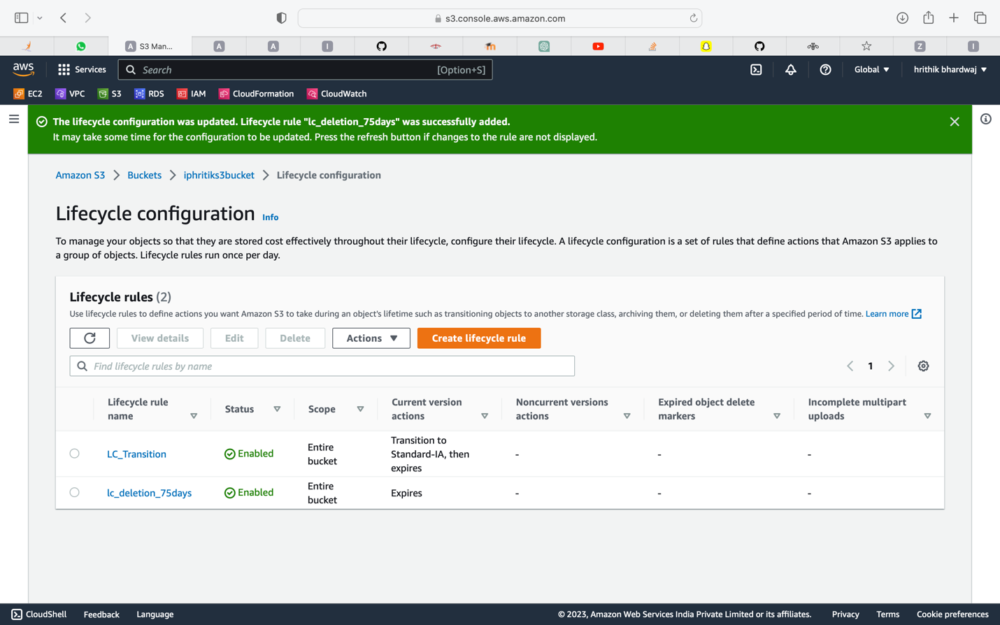 s3.console.aws.amazon.com
A S3 Man... A A I Z I
aws Services Search [Option+S] Global ▼ hrithik bhardwaj ▼
EC2 VPC S3 RDS IAM CloudFormation CloudWatch
The lifecycle configuration was updated. Lifecycle rule "lc_deletion_75days" was successfully added.
It may take some time for the configuration to be updated. Press the refresh button if changes to the rule are not displayed.
Amazon S3 > Buckets > iphritiks3bucket > Lifecycle configuration
Lifecycle configuration Info
To manage your objects so that they are stored cost effectively throughout their lifecycle, configure their lifecycle. A lifecycle configuration is a set of rules that define actions that Amazon S3 applies to
a group of objects. Lifecycle rules run once per day.
Lifecycle rules (2)
Use lifecycle rules to define actions you want Amazon S3 to take during an object's lifetime such as transitioning objects to another storage class, archiving them, or deleting them after a specified period of time. Learn more
View details Edit Delete Actions ▼ Create lifecycle rule
Find lifecycle rules by name
1
Lifecycle rule
name
Status
Scope
Current version
actions
Noncurrent versions
actions
Expired object delete
markers
Incomplete multipart
uploads
LC_Transition
Enabled
Entire
bucket
Transition to
Standard-IA, then
expires
-
-
-
lc_deletion_75days
Enabled
Entire
bucket
Expires
-
-
-
CloudShell Feedback Language © 2023, Amazon Web Services India Private Limited or its affiliates. Privacy Terms Cookie preferences